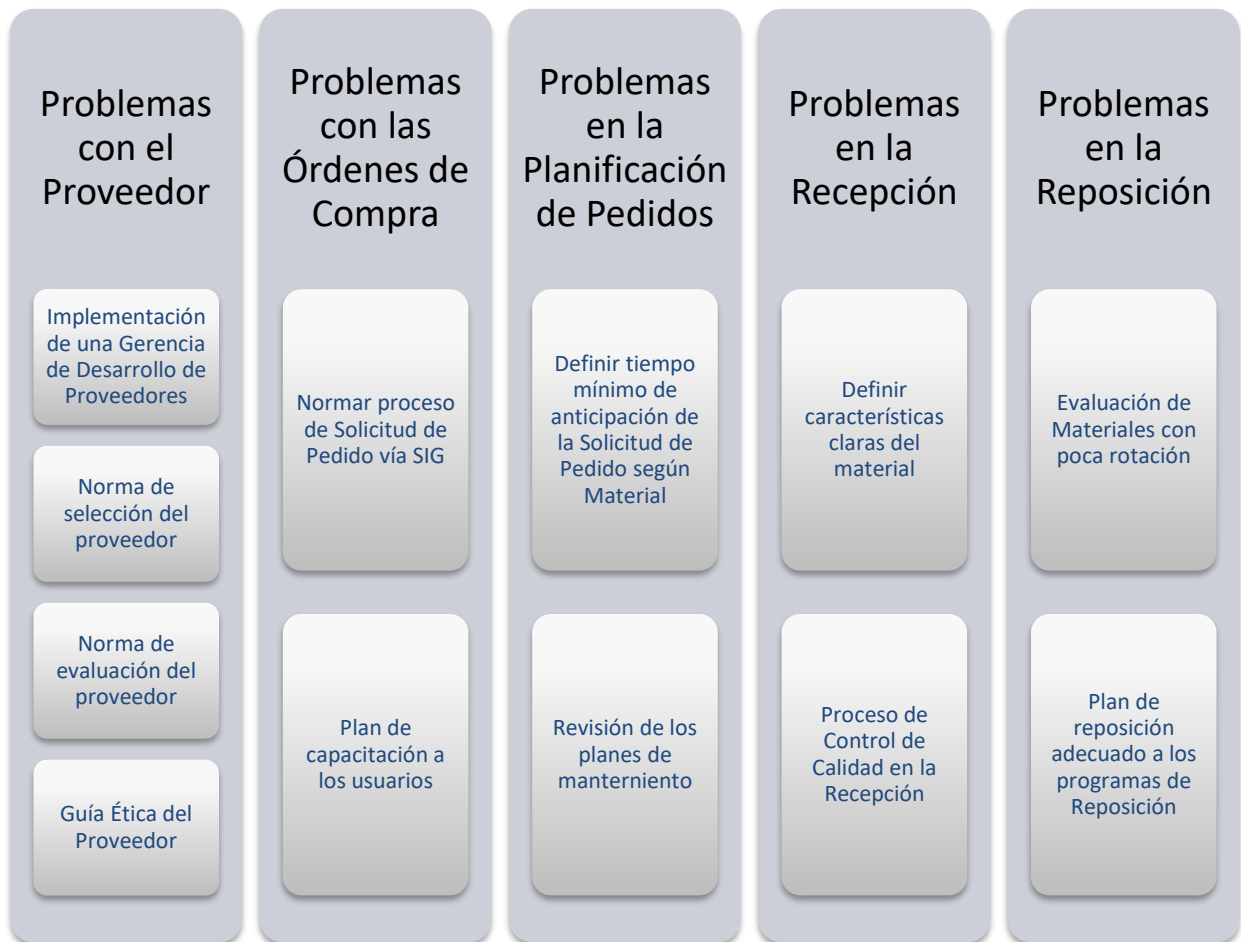 Problemas
con el
Proveedor
Implementación
de una Gerencia
de Desarrollo de
Proveedores
Norma de
selección del
proveedor
Norma de
evaluación del
proveedor
Guía Ética del
Proveedor
Problemas
con las
Órdenes de
Compra
Normar proceso
de Solicitud de
Pedido vía SIG
Plan de
capacitación a
los usuarios
Problemas
en la
Planificación
de Pedidos
Definir tiempo
mínimo de
anticipación de
la Solicitud de
Pedido según
Material
Revisión de los
planes de
manterniento
Problemas
en la
Recepción
Definir
características
claras del
material
Proceso de
Control de
Calidad en la
Recepción
Problemas
en la
Reposición
Evaluación de
Materiales con
poca rotación
Plan de
reposición
adecuado a los
programas de
Reposición